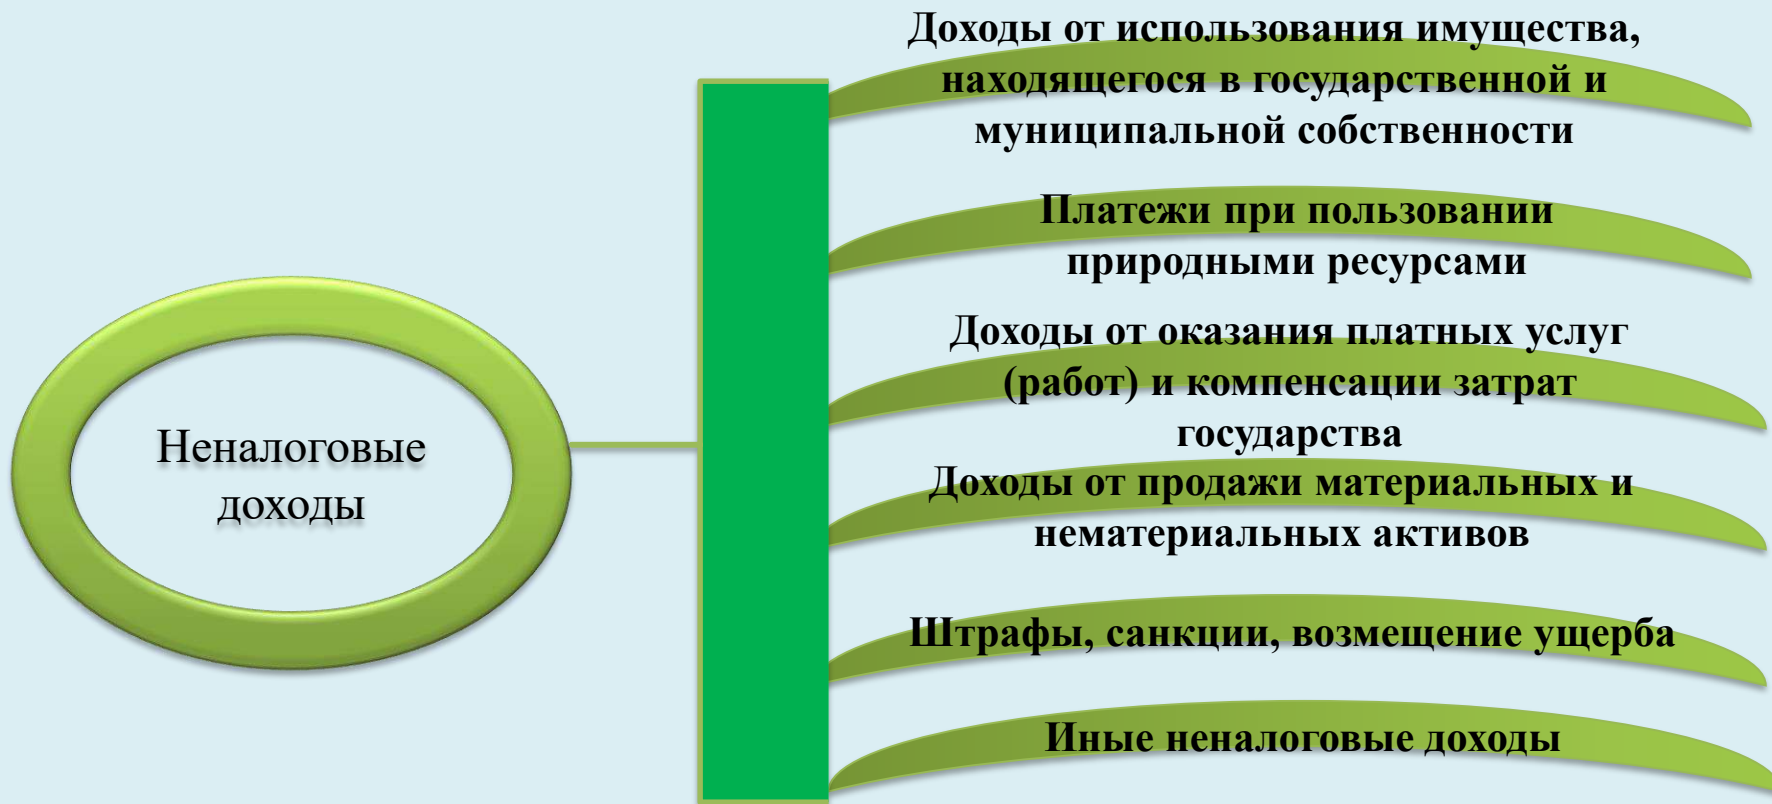 Доходы от использования имущества,
находящегося в государственной и
муниципальной собственности
Платежи при пользовании
природными ресурсами
Доходы от оказания платных услуг
(работ) и компенсации затрат
государства
Неналоговые
доходы
Доходы от продажи материальных и
нематериальных активов
Штрафы, санкции, возмещение ущерба
Иные неналоговые доходы